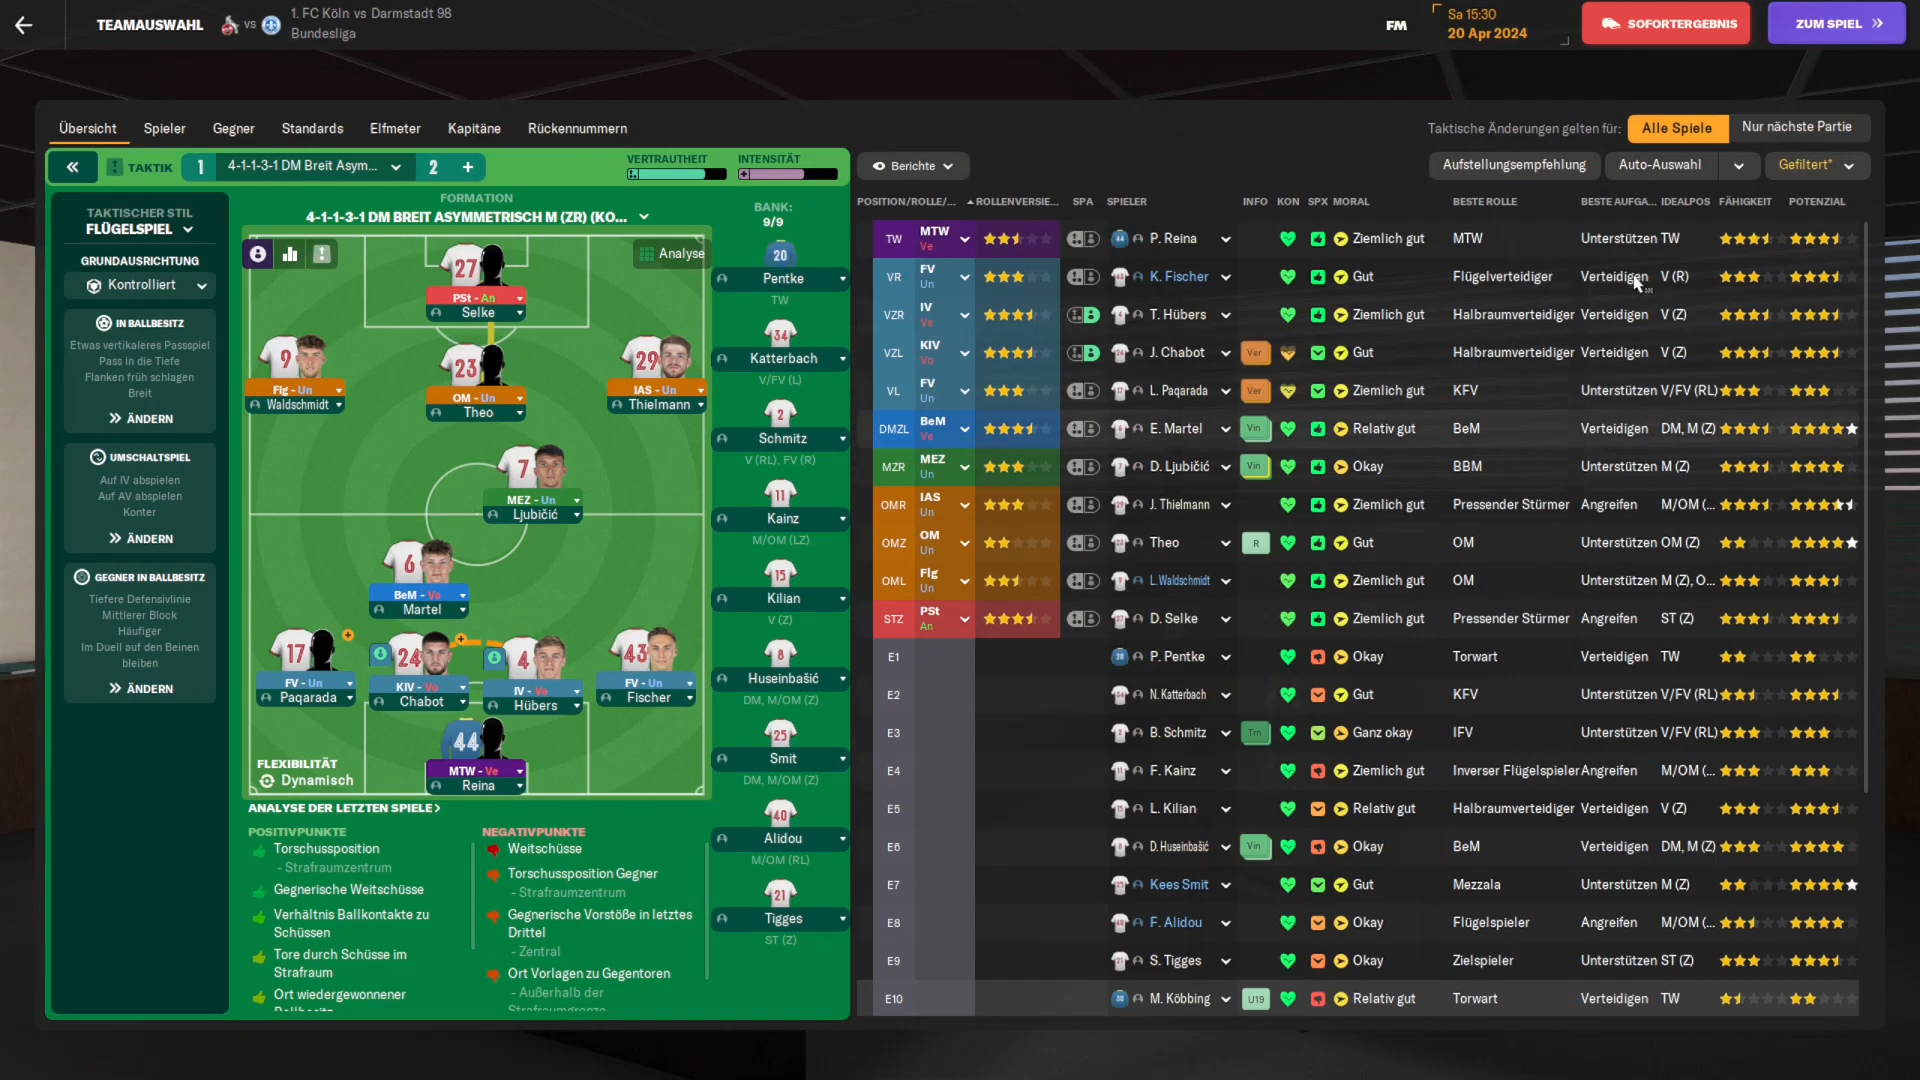 TEAMAUSWAHL
vs
1. FC Köln vs Darmstadt 98
Bundesliga
FM
Sa 15:30
20 Apr 2024
SOFORTERGEBNIS
ZUM SPIEL
Übersicht Spieler Gegner Standards Elfmeter Kapitäne Rückennummern
Taktische Änderungen gelten für: Alle Spiele Nur nächste Partie
TAKTIK 1 4-1-1-3-1 DM Breit Asym... 2 +
VERTRAUTHEIT
INTENSITÄT
Berichte
Aufstellungsempfehlung Auto-Auswahl Gefiltert*
TAKTISCHER STIL
FLÜGELSPIEL
GRUNDAUSRICHTUNG
Kontrolliert
IN BALLBESITZ
Etwas vertikaleres Passspiel
Pass in die Tiefe
Flanken früh schlagen
Breit
ÄNDERN
UMSCHALTSPIEL
Auf IV abspielen
Auf AV abspielen
Konter
ÄNDERN
GEGNER IN BALLBESITZ
Tiefere Defensivlinie
Mittlerer Block
Häufiger
Im Duell auf den Beinen
bleiben
ÄNDERN
FORMATION
4-1-1-3-1 DM BREIT ASYMMETRISCH M (ZR) (KO...
Analyse
27
PSt - An
Selke
9
Flg - Un
Waldschmidt
23
OM - Un
Theo
29
IAS - Un
Thielmann
7
MEZ - Un
Ljubičić
6
BeM - Ve
Martel
17
FV - Un
Paqarada
24
KIV - Vo
Chabot
4
IV - Ve
Hübers
43
FV - Un
Fischer
44
MTW - Ve
Reina
FLEXIBILITÄT
Dynamisch
BANK:
9/9
20
Pentke
TW
34
Katterbach
V/FV (L)
2
Schmitz
V (RL), FV (R)
11
Kainz
M/OM (LZ)
15
Kilian
V (Z)
8
Huseinbašić
DM, M/OM (Z)
25
Smit
DM, M/OM (Z)
40
Alidou
M/OM (RL)
21
Tigges
ST (Z)
ANALYSE DER LETZTEN SPIELE
POSITIVPUNKTE
Torschussposition
- Strafraumzentrum
Gegnerische Weitschüsse
Verhältnis Ballkontakte zu
Schüssen
Tore durch Schüsse im
Strafraum
Ort wiedergewonnener
Ballbesitz
NEGATIVPUNKTE
Weitschüsse
Torschussposition Gegner
- Strafraumzentrum
Gegnerische Vorstöße in letztes
Drittel
- Zentral
Ort Vorlagen zu Gegentoren
- Außerhalb der
Strafraumgrenze
POSITION/ROLLE/... ROLLENVERSIE... SPA SPIELER INFO KON SPX MORAL BESTE ROLLE BESTE AUFGA... IDEALPOS FÄHIGKEIT POTENZIAL
TW MTW Ve 44 P. Reina Ziemlich gut MTW Unterstützen TW
VR FV Un K. Fischer Gut Flügelverteidiger Verteidigen V (R)
VZR IV Ve T. Hübers Ziemlich gut Halbraumverteidiger Verteidigen V (Z)
VZL KIV Vo J. Chabot Ver Gut Halbraumverteidiger Verteidigen V (Z)
VL FV Un L. Paqarada Ver Ziemlich gut KFV Unterstützen V/FV (RL)
DMZL BeM Ve E. Martel Vin Relativ gut BeM Verteidigen DM, M (Z)
MZR MEZ Un D. Ljubičić Vin Okay BBM Unterstützen M (Z)
OMR IAS Un J. Thielmann Ziemlich gut Pressender Stürmer Angreifen M/OM (...
OMZ OM Un Theo R Gut OM Unterstützen OM (Z)
OML Flg Un L. Waldschmidt Ziemlich gut OM Unterstützen M (Z), O...
STZ PSt An D. Selke Ziemlich gut Pressender Stürmer Angreifen ST (Z)
E1 P. Pentke Okay Torwart Verteidigen TW
E2 N. Katterbach Gut KFV Unterstützen V/FV (RL)
E3 B. Schmitz Trn Ganz okay IFV Unterstützen V/FV (RL)
E4 F. Kainz Ziemlich gut Inverser Flügelspieler Angreifen M/OM (...
E5 L. Kilian Relativ gut Halbraumverteidiger Verteidigen V (Z)
E6 D. Huseinbašić Vin Okay BeM Verteidigen DM, M (Z)
E7 Kees Smit Gut Mezzala Unterstützen M (Z)
E8 F. Alidou Okay Flügelspieler Angreifen M/OM (...
E9 S. Tigges Okay Zielspieler Unterstützen ST (Z)
E10 M. Köbbing U19 Relativ gut Torwart Verteidigen TW